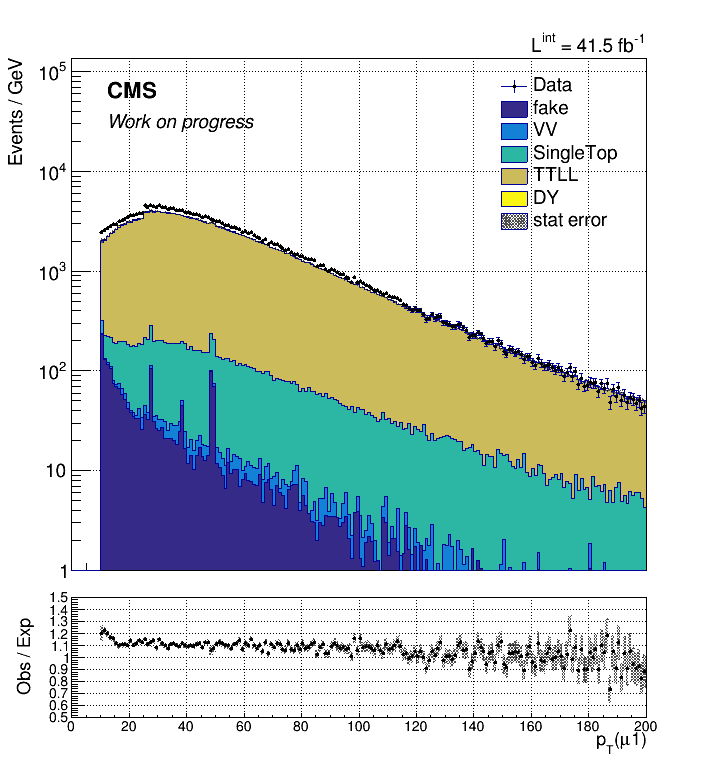 L^int = 41.5 fb^-1
Events / GeV
10^5
10^4
10^3
10^2
10
1
CMS
Work on progress
Data
fake
VV
SingleTop
TTLL
DY
stat error
Obs / Exp
1.5
1.4
1.3
1.2
1.1
1
0.9
0.8
0.7
0.6
0.5
0 20 40 60 80 100 120 140 160 180 200
p_T(μ1)